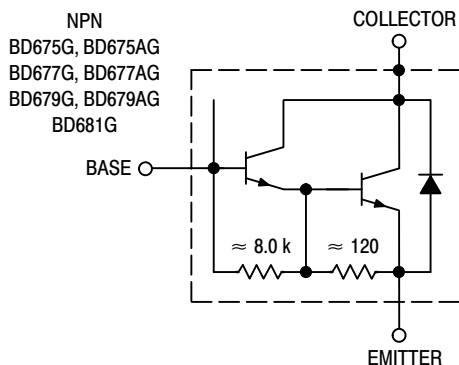 NPN
BD675G, BD675AG
BD677G, BD677AG
BD679G, BD679AG
BD681G
COLLECTOR
BASE
≈ 8.0 k
≈ 120
EMITTER